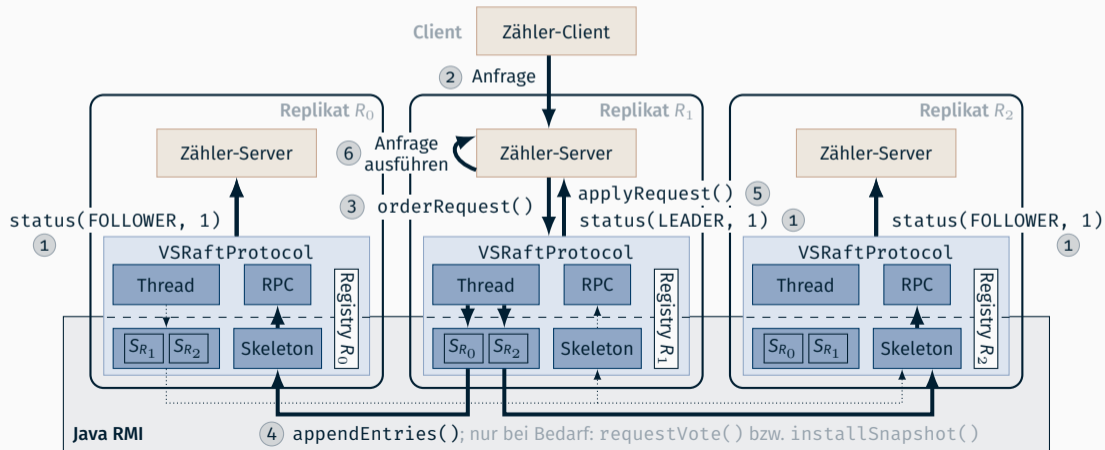 Client Zähler-Client
2 Anfrage
Replikat R0
Replikat R1
Replikat R2
Zähler-Server
6 Anfrage
ausführen
Zähler-Server
Zähler-Server
3 orderRequest()
applyRequest() 5
status(FOLLOWER, 1)
1
status(LEADER, 1) 1
status(FOLLOWER, 1)
1
VSRaftProtocol
Thread RPC
Registry R0
SR1 SR2 Skeleton
VSRaftProtocol
Thread RPC
Registry R1
SR0 SR2 Skeleton
VSRaftProtocol
Thread RPC
Registry R2
SR0 SR1 Skeleton
Java RMI
4 appendEntries(); nur bei Bedarf: requestVote() bzw. installSnapshot()